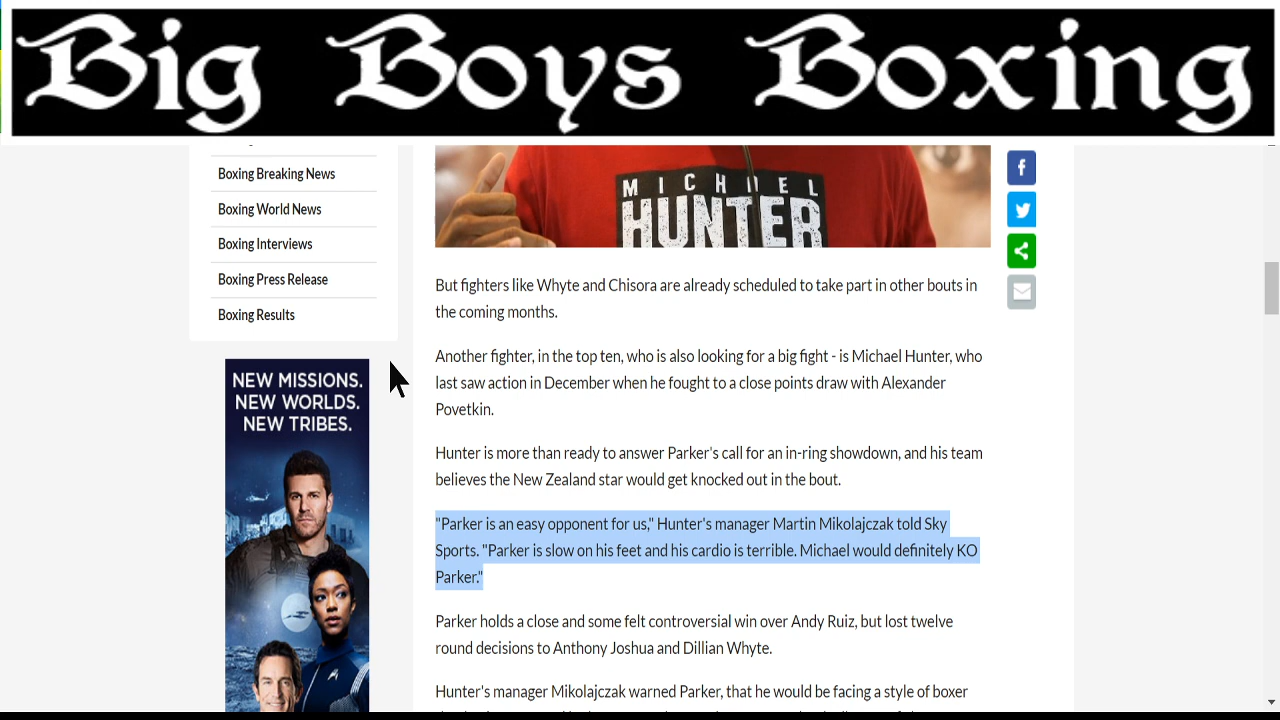 Big Boys Boxing
Boxing Breaking News
Boxing World News
Boxing Interviews
Boxing Press Release
Boxing Results
NEW MISSIONS.
NEW WORLDS.
NEW TRIBES.
MICHAEL
HUNTER
But fighters like Whyte and Chisora are already scheduled to take part in other bouts in
the coming months.
Another fighter, in the top ten, who is also looking for a big fight - is Michael Hunter, who
last saw action in December when he fought to a close points draw with Alexander
Povetkin.
Hunter is more than ready to answer Parker's call for an in-ring showdown, and his team
believes the New Zealand star would get knocked out in the bout.
"Parker is an easy opponent for us," Hunter's manager Martin Mikolajczak told Sky
Sports. "Parker is slow on his feet and his cardio is terrible. Michael would definitely KO
Parker."
Parker holds a close and some felt controversial win over Andy Ruiz, but lost twelve
round decisions to Anthony Joshua and Dillian Whyte.
Hunter's manager Mikolajczak warned Parker, that he would be facing a style of boxer